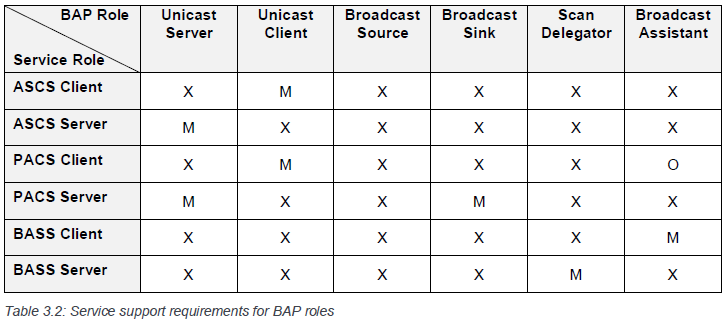 BAP Role Unicast Server Unicast Client Broadcast Source Broadcast Sink Scan Delegator Broadcast Assistant
Service Role
ASCS Client X M X X X X
ASCS Server M X X X X X
PACS Client X M X X X O
PACS Server M X X M X X
BASS Client X X X X X M
BASS Server X X X X M X
Table 3.2: Service support requirements for BAP roles